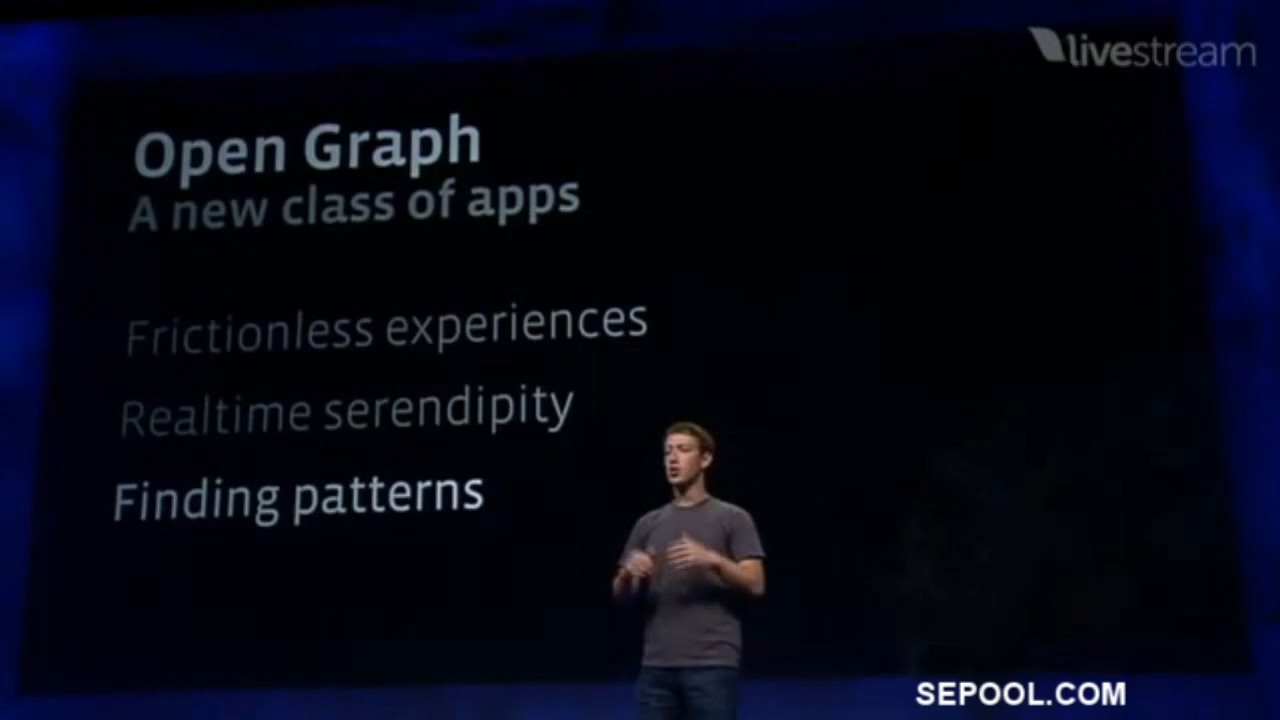 livestream
Open Graph
A new class of apps
Frictionless experiences
Realtime serendipity
Finding patterns
SEPOOL.COM